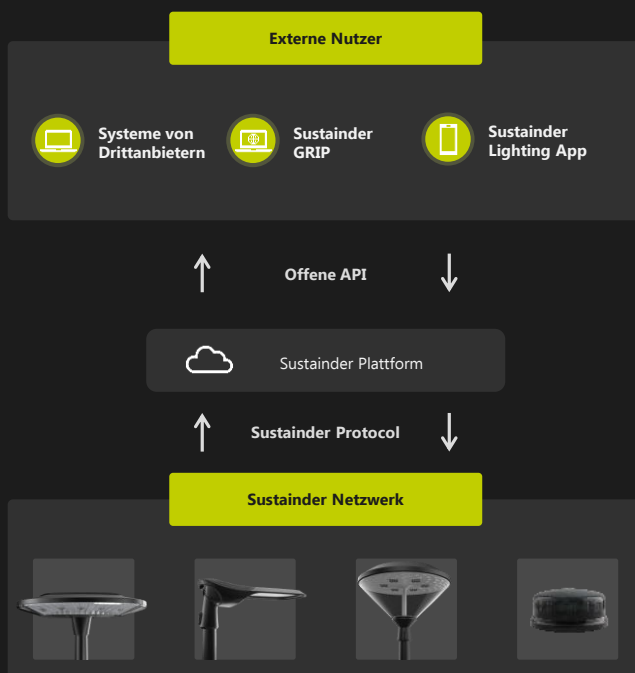 Externe Nutzer
Systeme von
Drittanbietern
Sustainder
GRIP
Sustainder
Lighting App
Offene API
Sustainder Plattform
Sustainder Protocol
Sustainder Netzwerk